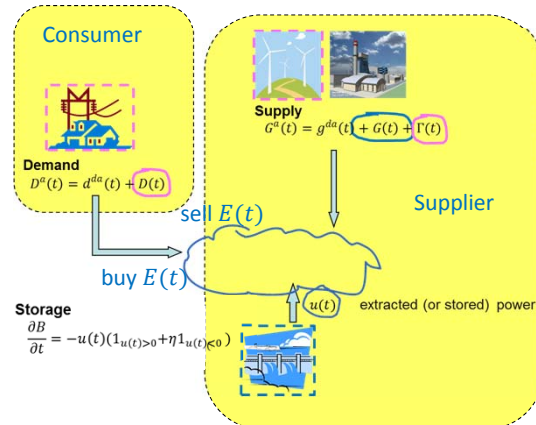 Consumer
Supply
G^a(t) = g^{da}(t) + G(t) + Γ(t)
Demand
D^a(t) = d^{da}(t) + D(t)
sell E(t)
Supplier
buy E(t)
u(t) extracted (or stored) power
Storage
∂B/∂t = −u(t)(1_{u(t)>0} + η1_{u(t)<0})